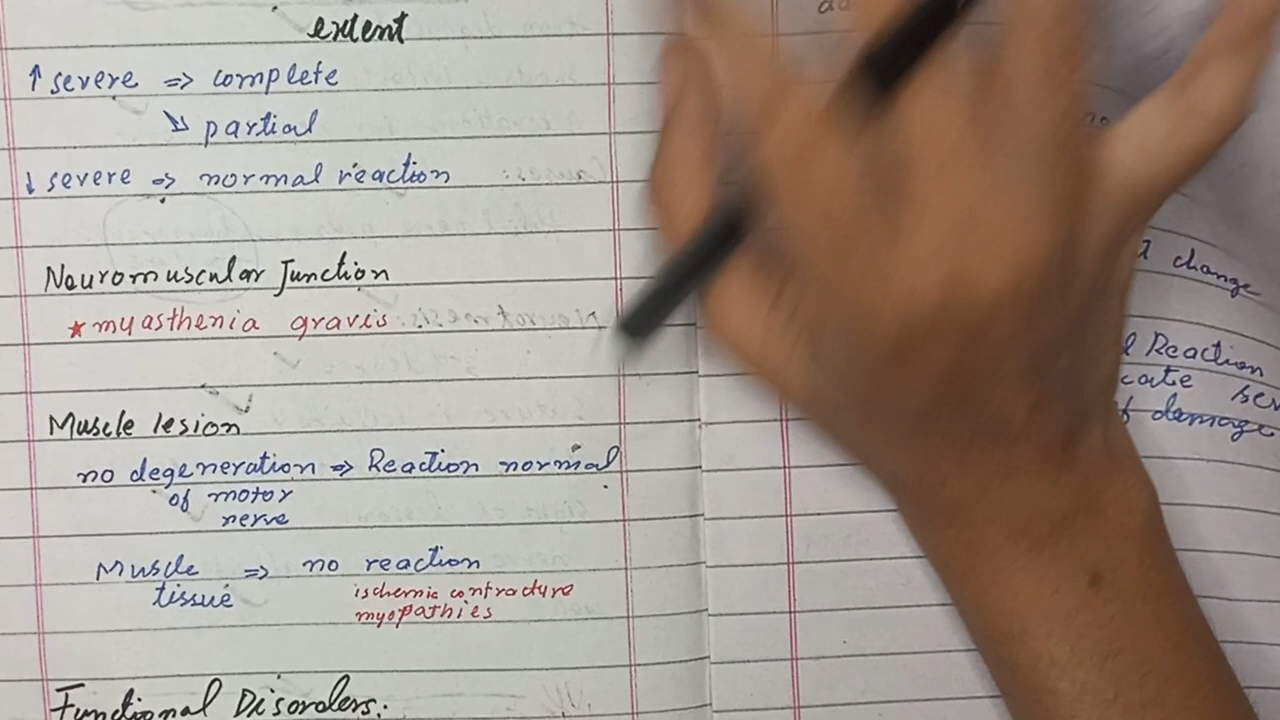 extent
↑ severe ⇒ complete
↘ partial
↓ severe ⇒ normal reaction
Neuromuscular Junction
* myasthenia gravis
Muscle lesion
no degeneration ⇒ Reaction normal
of motor
nerve
Muscle ⇒ no reaction
tissue
ischemic contracture
myopathies
Functional Disorders:
change
Reaction
damage